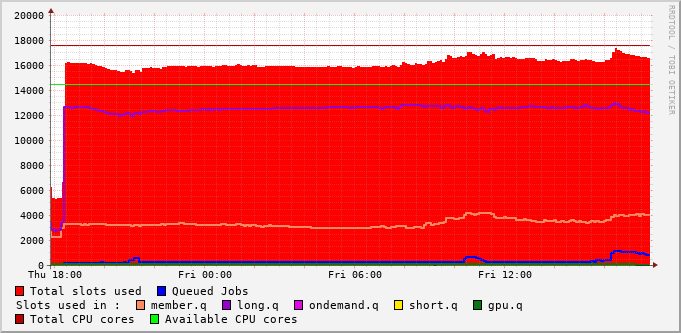 20000
18000
16000
14000
12000
10000
8000
6000
4000
2000
0
Thu 18:00 Fri 00:00 Fri 06:00 Fri 12:00
RRDTOOL / TOBI OETIKER
Total slots used Queued Jobs
Slots used in : member.q long.q ondemand.q short.q gpu.q
Total CPU cores Available CPU cores